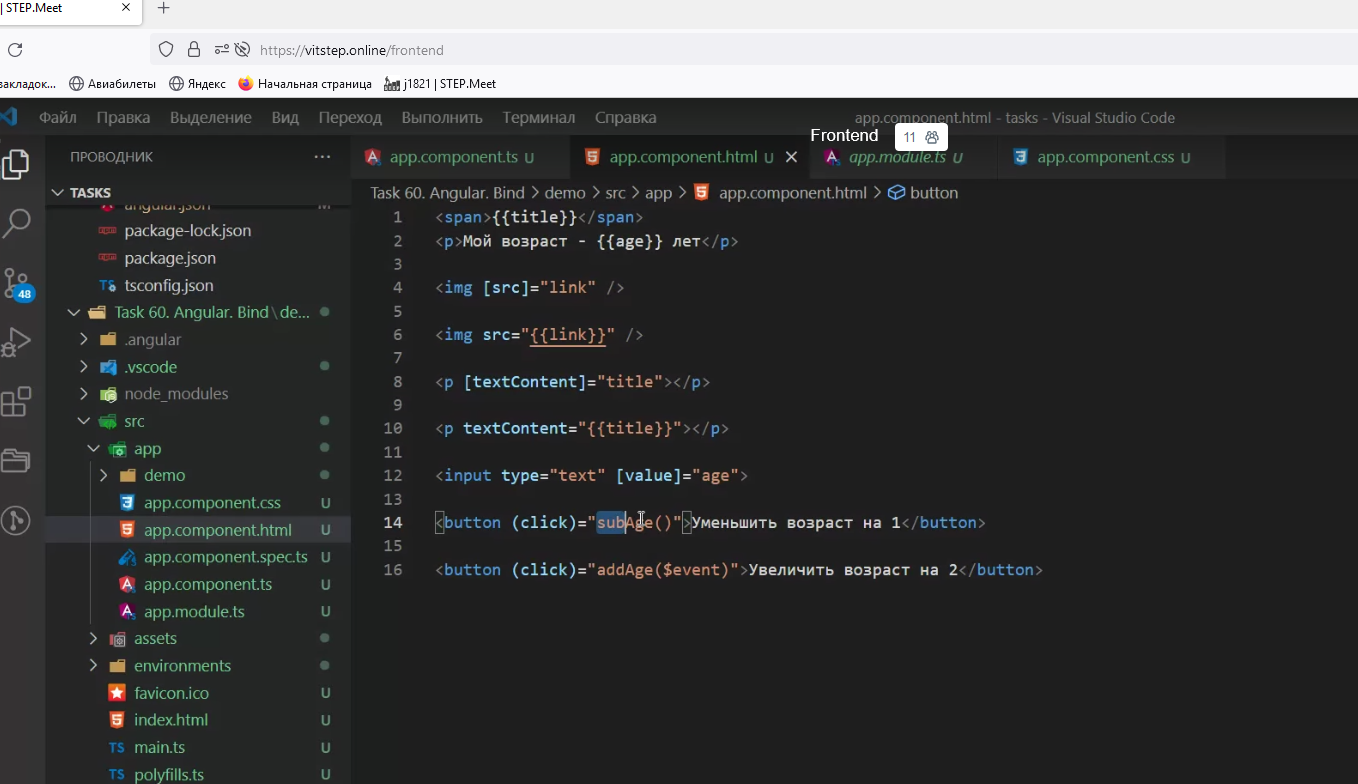 | STEP.Meet
https://vitstep.online/frontend
закладок...
Авиабилеты
Яндекс
Начальная страница
j1821 | STEP.Meet
Файл Правка Выделение Вид Переход Выполнить Терминал Справка
app.component.html - tasks - Visual Studio Code
Frontend 11
ПРОВОДНИК ...
app.component.ts U
app.component.html U
app.module.ts U
app.component.css U
TASKS
Task 60. Angular. Bind > demo > src > app > app.component.html > button
angular.json M
package-lock.json
package.json
TS tsconfig.json
48
Task 60. Angular. Bind \ de...
.angular
.vscode
node_modules
src
app
demo
app.component.css U
app.component.html U
app.component.spec.ts U
app.component.ts U
app.module.ts U
assets
environments
favicon.ico U
index.html U
TS main.ts U
TS polyfills.ts U
1 <span>{{title}}</span>
2 <p>Мой возраст - {{age}} лет</p>
3
4 <img [src]="link" />
5
6 <img src="{{link}}" />
7
8 <p [textContent]="title"></p>
9
10 <p textContent="{{title}}"></p>
11
12 <input type="text" [value]="age">
13
14 <button (click)="subAge()">Уменьшить возраст на 1</button>
15
16 <button (click)="addAge($event)">Увеличить возраст на 2</button>